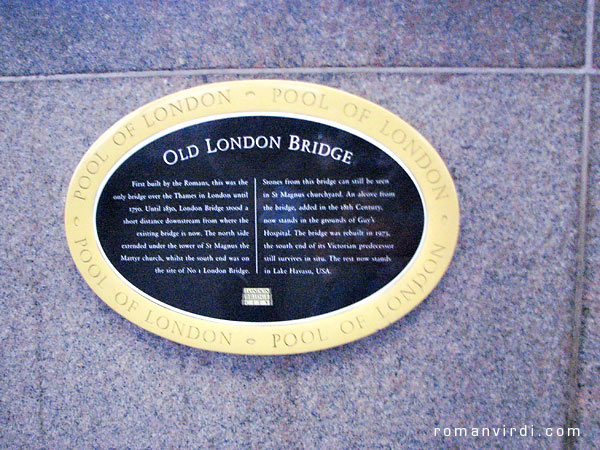 POOL OF LONDON - POOL OF LONDON
OLD LONDON BRIDGE
First built by the Romans, this was the
only bridge over the Thames in London until
1750. Until 1830, London Bridge stood a
short distance downstream from where the
existing bridge is now. The north side
extended under the tower of St Magnus the
Martyr church, whilst the south end was on
the site of No 1 London Bridge.
Stones from this bridge can still be seen
in St Magnus churchyard. An alcove from
the bridge, added in the 18th Century,
now stands in the grounds of Guy's
Hospital. The bridge was rebuilt in 1973,
the south end of its Victorian predecessor
still survives in situ. The rest now stands
in Lake Havasu, USA.
LONDON
CITY
POOL OF LONDON - POOL OF LONDON
romanvirdi.com